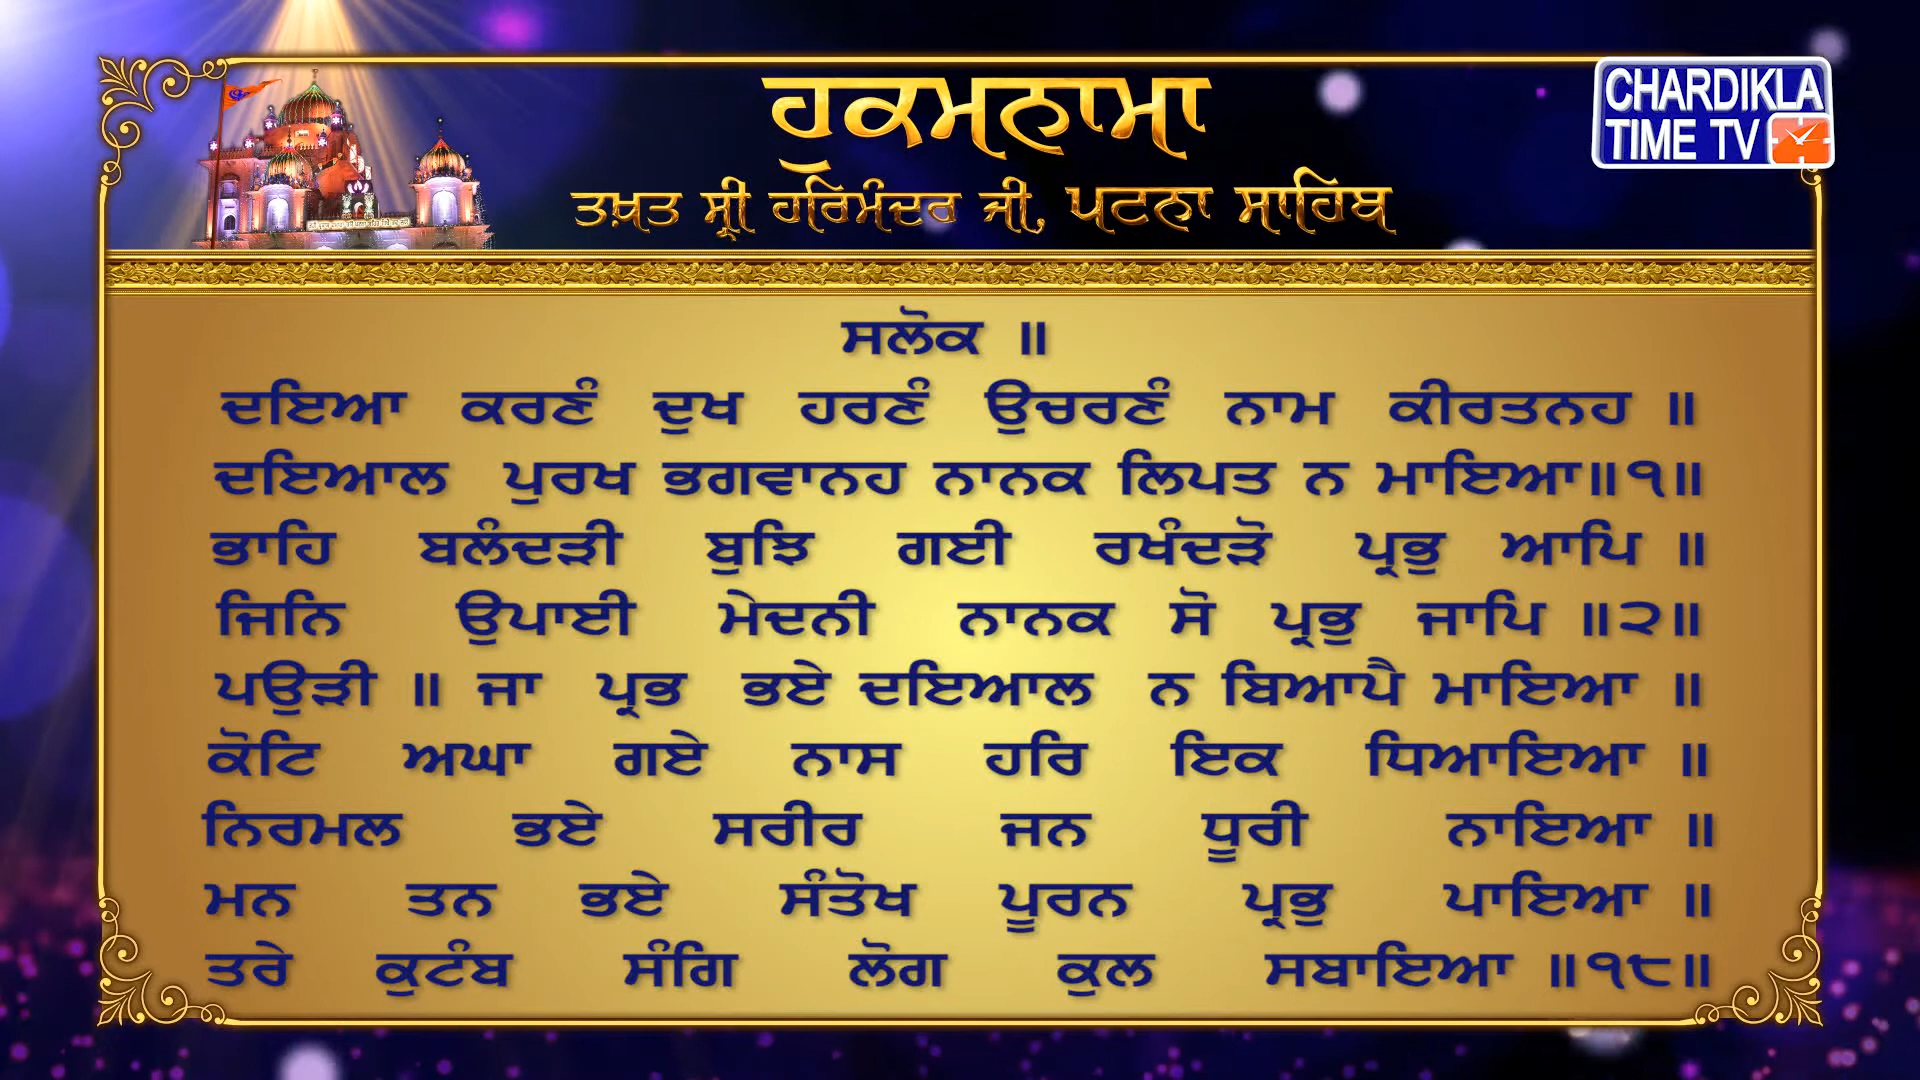 ਹੁਕਮਨਾਮਾ
ਤਖ਼ਤ ਸ੍ਰੀ ਹਰਿਮੰਦਰ ਜੀ, ਪਟਨਾ ਸਾਹਿਬ
CHARDIKLA
TIME TV
ਸਲੋਕ ॥
ਦਇਆ ਕਰਣੰ ਦੁਖ ਹਰਣੰ ਉਚਰਣੰ ਨਾਮ ਕੀਰਤਨਹ ॥
ਦਇਆਲ ਪੁਰਖ ਭਗਵਾਨਹ ਨਾਨਕ ਲਿਪਤ ਨ ਮਾਇਆ॥੧॥
ਭਾਹਿ ਬਲੰਦੜੀ ਬੁਝਿ ਗਈ ਰਖੰਦੜੋ ਪ੍ਰਭੁ ਆਪਿ ॥
ਜਿਨਿ ਉਪਾਈ ਮੇਦਨੀ ਨਾਨਕ ਸੋ ਪ੍ਰਭੁ ਜਾਪਿ ॥੨॥
ਪਉੜੀ ॥ ਜਾ ਪ੍ਰਭ ਭਏ ਦਇਆਲ ਨ ਬਿਆਪੈ ਮਾਇਆ ॥
ਕੋਟਿ ਅਘਾ ਗਏ ਨਾਸ ਹਰਿ ਇਕ ਧਿਆਇਆ ॥
ਨਿਰਮਲ ਭਏ ਸਰੀਰ ਜਨ ਧੂਰੀ ਨਾਇਆ ॥
ਮਨ ਤਨ ਭਏ ਸੰਤੋਖ ਪੂਰਨ ਪ੍ਰਭੁ ਪਾਇਆ ॥
ਤਰੇ ਕੁਟੰਬ ਸੰਗਿ ਲੋਗ ਕੁਲ ਸਬਾਇਆ ॥੧੮॥